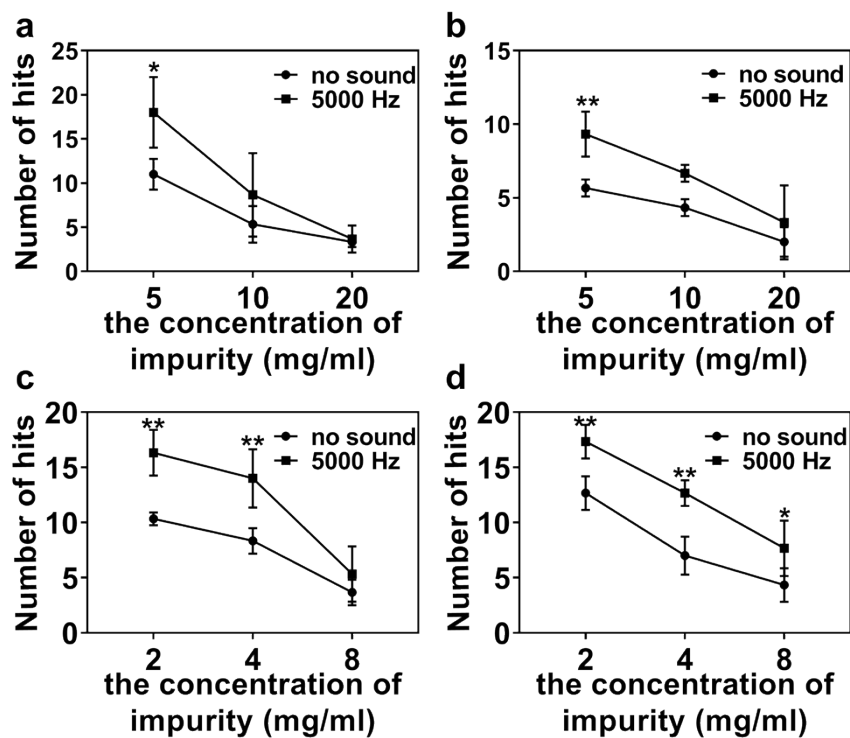 a
Number of hits
25
20
15
10
5
0
*
no sound
5000 Hz
5 10 20
the concentration of
impurity (mg/ml)
b
Number of hits
15
10
5
0
**
no sound
5000 Hz
5 10 20
the concentration of
impurity (mg/ml)
c
Number of hits
20
15
10
5
0
**
**
no sound
5000 Hz
2 4 8
the concentration of
impurity (mg/ml)
d
Number of hits
20
15
10
5
0
**
**
*
no sound
5000 Hz
2 4 8
the concentration of
impurity (mg/ml)